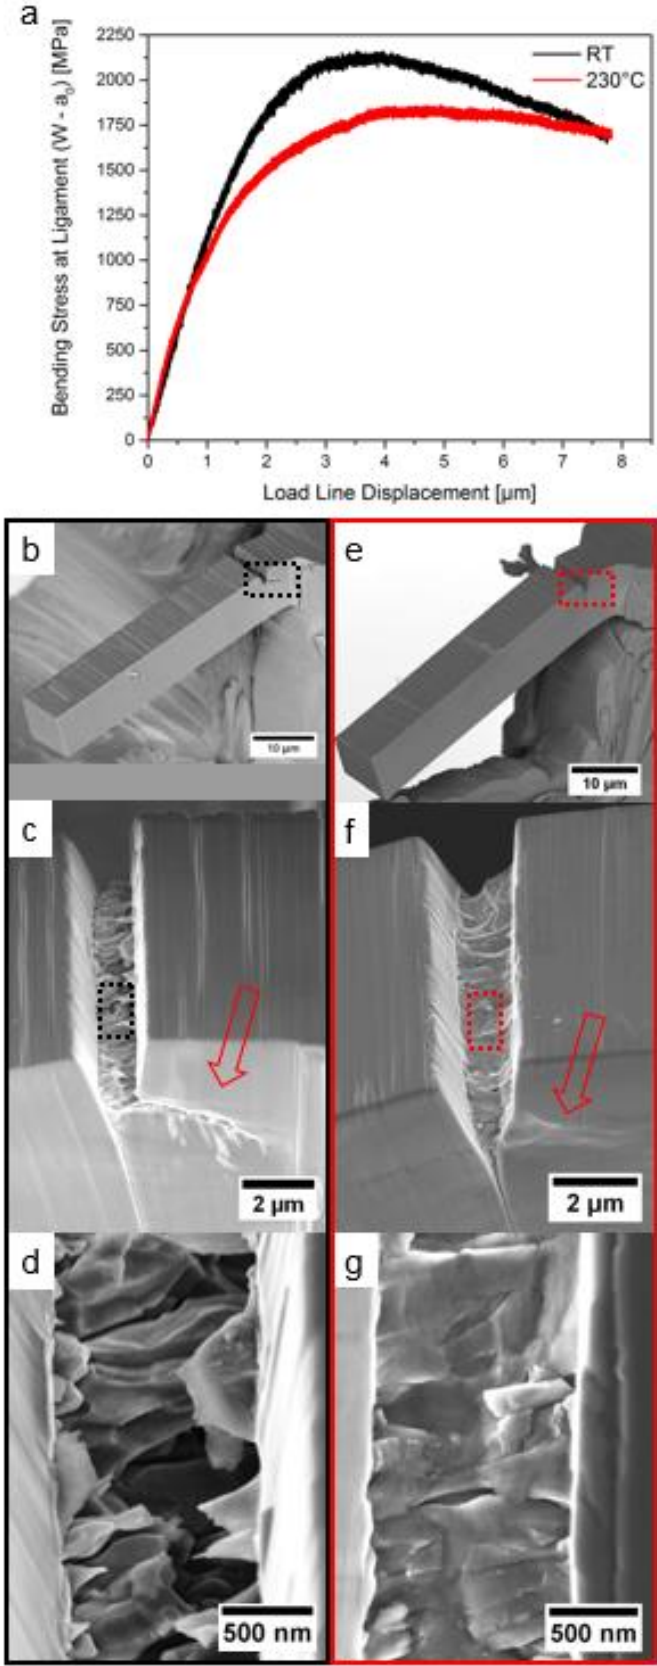 a
Bending Stress at Ligament (W - a₀) [MPa]
2250
2000
1750
1500
1250
1000
750
500
250
0
RT
230°C
0 1 2 3 4 5 6 7 8
Load Line Displacement [µm]
b
10 µm
e
10 µm
c
2 µm
f
2 µm
d
500 nm
g
500 nm